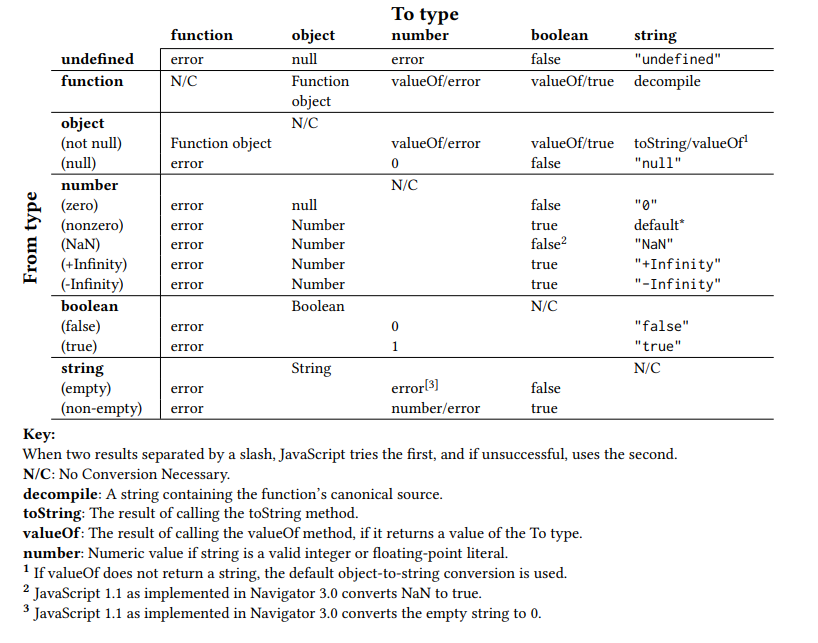 To type
function object number boolean string
From type
undefined error null error false "undefined"
function N/C Function valueOf/error valueOf/true decompile
object
object N/C
(not null) Function object valueOf/error valueOf/true toString/valueOf¹
(null) error 0 false "null"
number N/C
(zero) error null false "0"
(nonzero) error Number true default*
(NaN) error Number false² "NaN"
(+Infinity) error Number true "+Infinity"
(-Infinity) error Number true "-Infinity"
boolean Boolean N/C
(false) error 0 "false"
(true) error 1 "true"
string String N/C
(empty) error error[3] false
(non-empty) error number/error true
Key:
When two results separated by a slash, JavaScript tries the first, and if unsuccessful, uses the second.
N/C: No Conversion Necessary.
decompile: A string containing the function's canonical source.
toString: The result of calling the toString method.
valueOf: The result of calling the valueOf method, if it returns a value of the To type.
number: Numeric value if string is a valid integer or floating-point literal.
¹ If valueOf does not return a string, the default object-to-string conversion is used.
² JavaScript 1.1 as implemented in Navigator 3.0 converts NaN to true.
³ JavaScript 1.1 as implemented in Navigator 3.0 converts the empty string to 0.